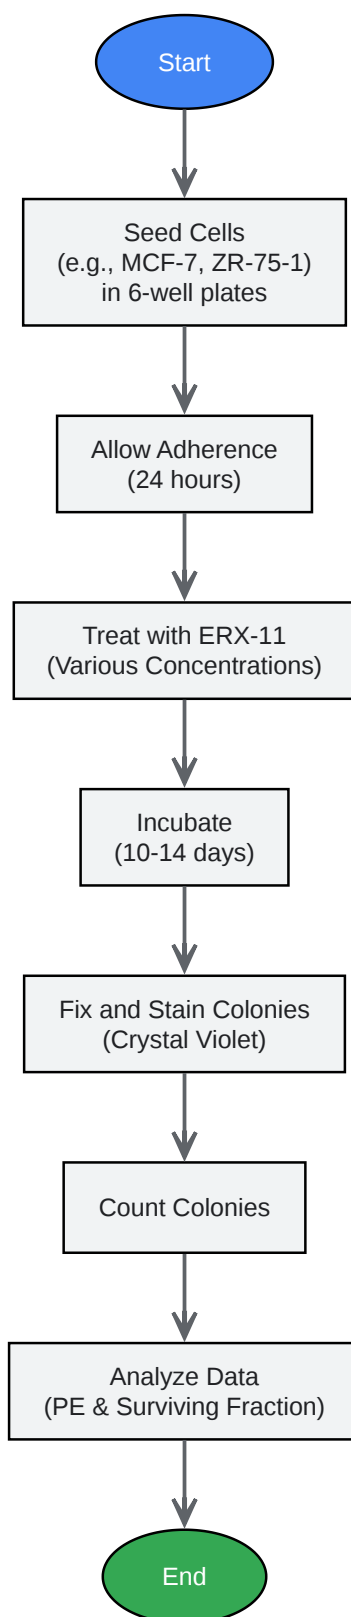 Start
Seed Cells
(e.g., MCF-7, ZR-75-1)
in 6-well plates
Allow Adherence
(24 hours)
Treat with ERX-11
(Various Concentrations)
Incubate
(10-14 days)
Fix and Stain Colonies
(Crystal Violet)
Count Colonies
Analyze Data
(PE & Surviving Fraction)
End